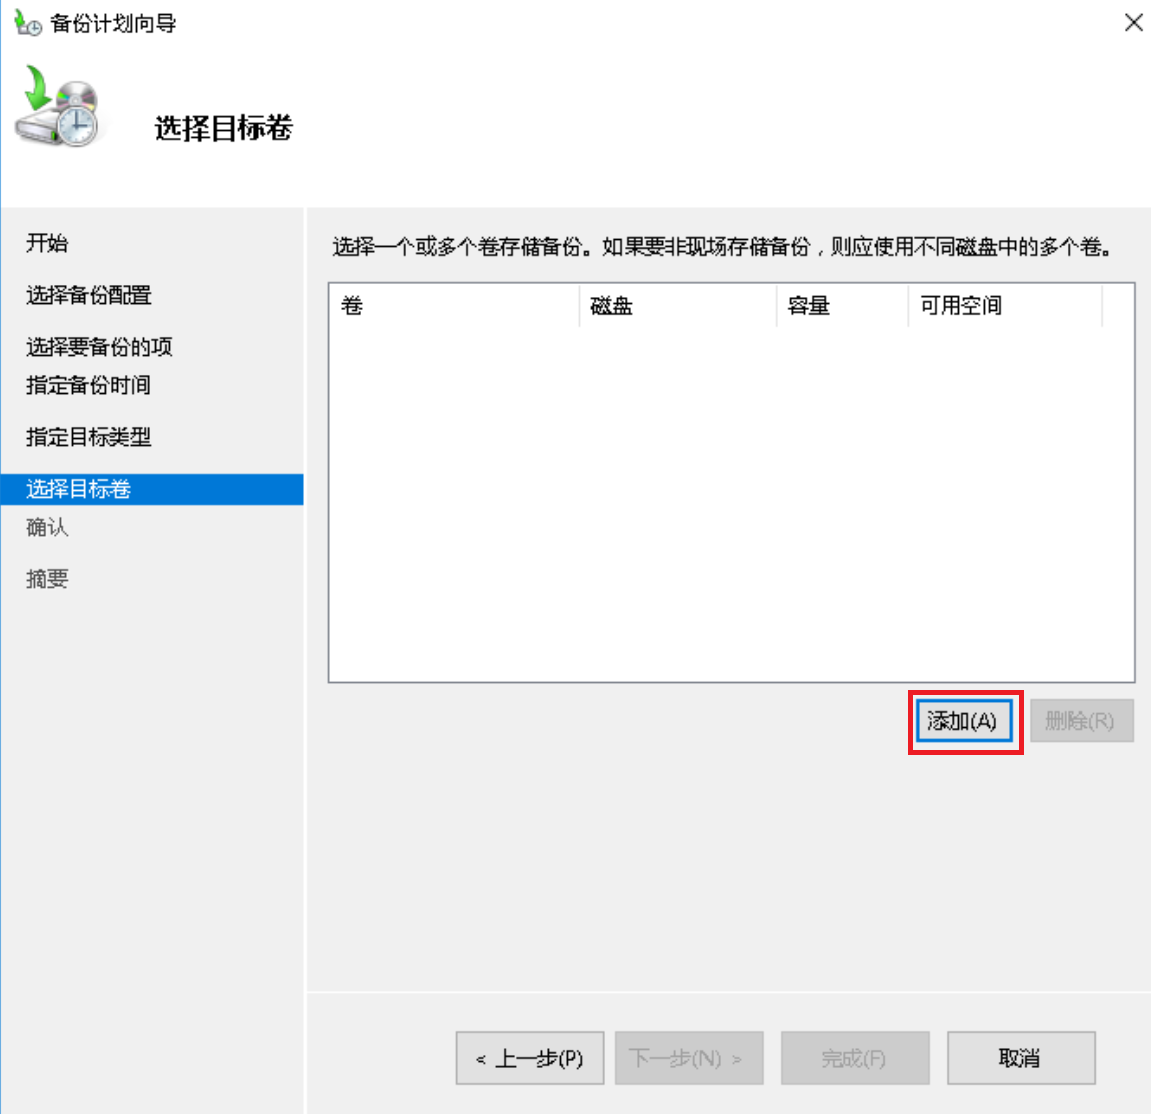 备份计划向导
选择目标卷
开始
选择备份配置
选择要备份的项
指定备份时间
指定目标类型
选择目标卷
确认
摘要
选择一个或多个卷存储备份。如果要非现场存储备份，则应使用不同磁盘中的多个卷。
卷 磁盘 容量 可用空间
添加(A) 删除(R)
< 上一步(P) 下一步(N) > 完成(F) 取消